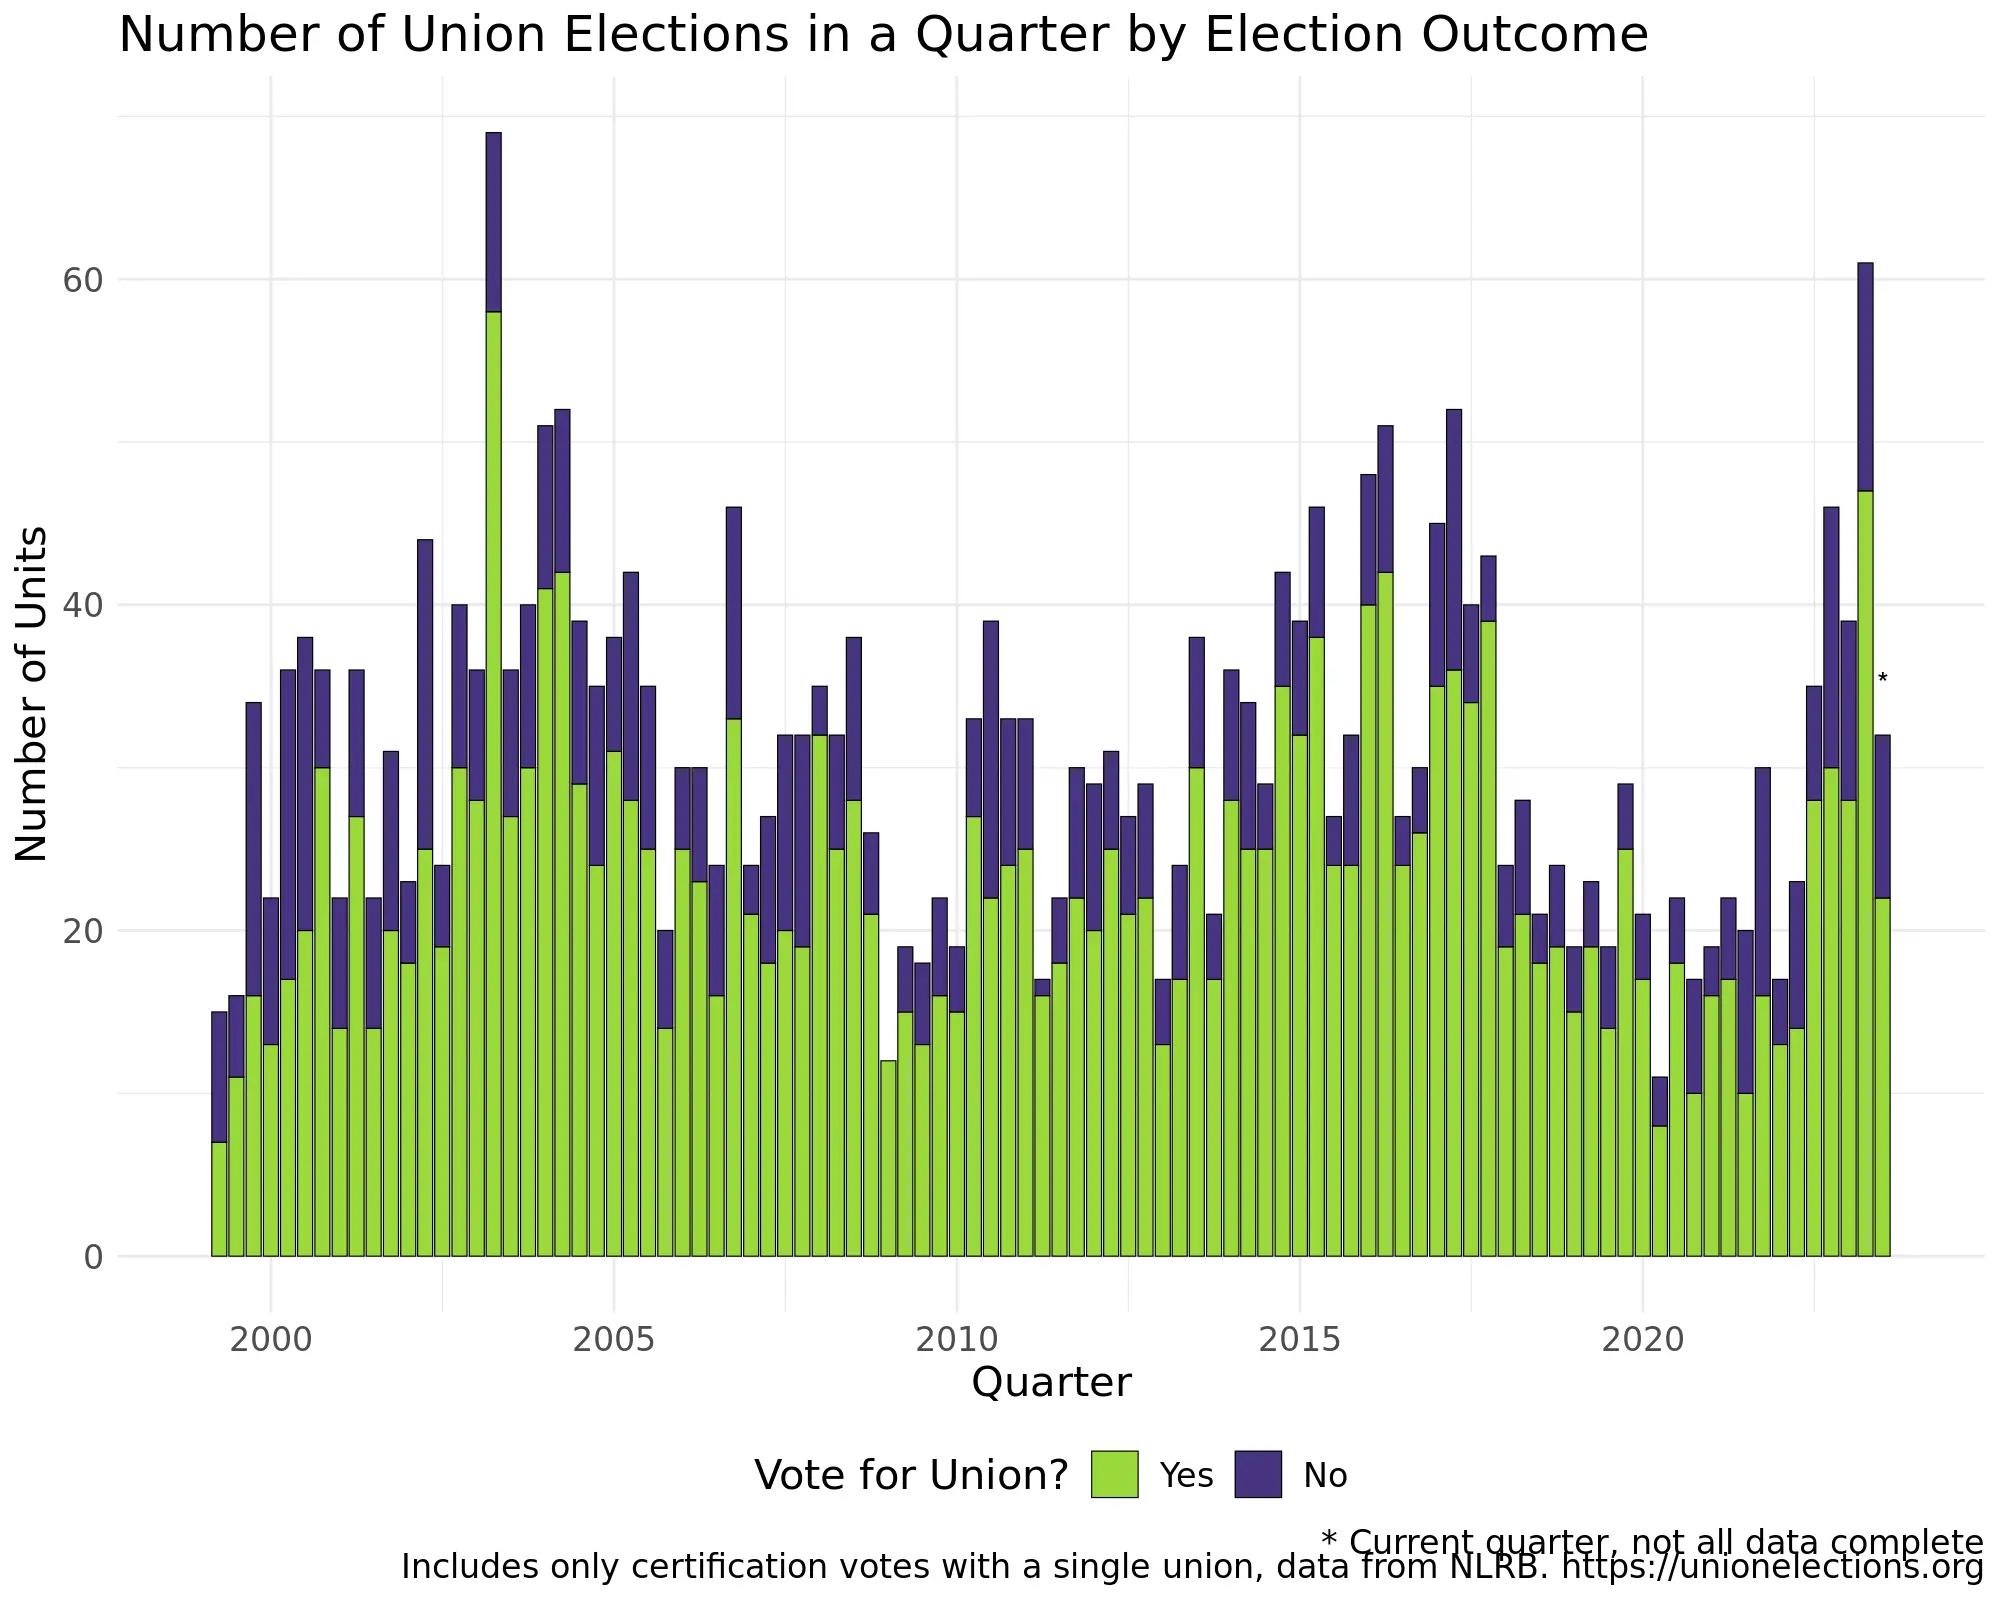 Number of Union Elections in a Quarter by Election Outcome
Number of Units
60
40
20
0
*
2000 2005 2010 2015 2020
Quarter
Vote for Union? Yes No
* Current quarter, not all data complete
Includes only certification votes with a single union, data from NLRB. https://unionelections.org